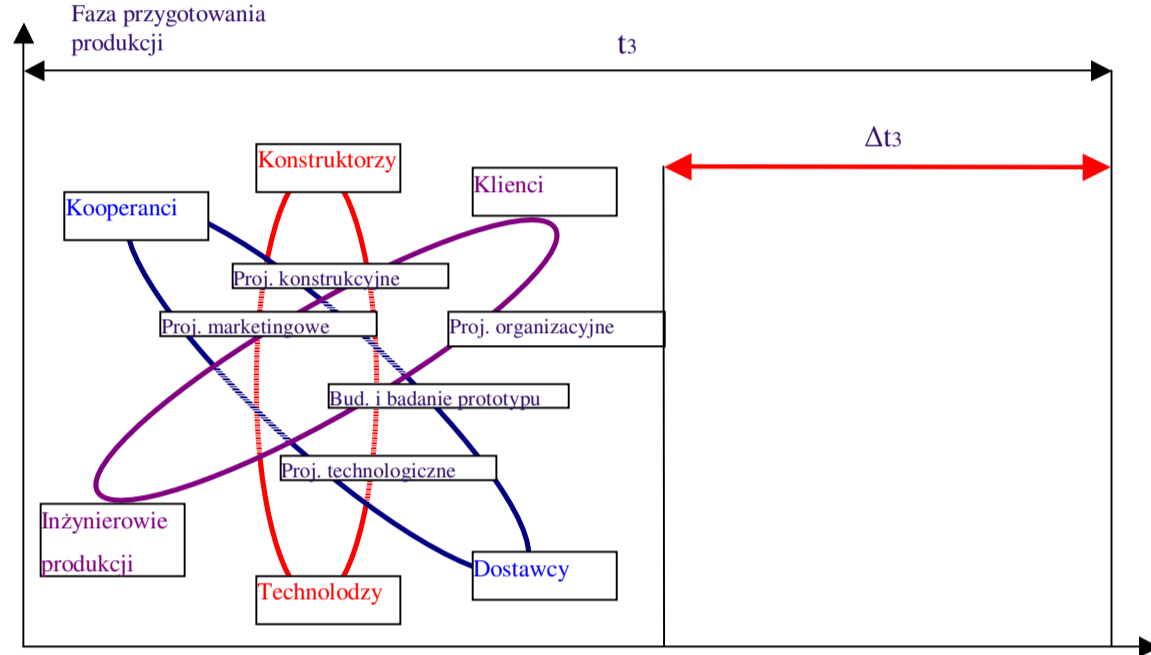 Faza przygotowania
produkcji
t3
Δt3
Konstruktorzy
Klienci
Kooperanci
Proj. konstrukcyjne
Proj. marketingowe
Proj. organizacyjne
Bud. i badanie prototypu
Proj. technologiczne
Inżynierowie
produkcji
Dostawcy
Technolodzy